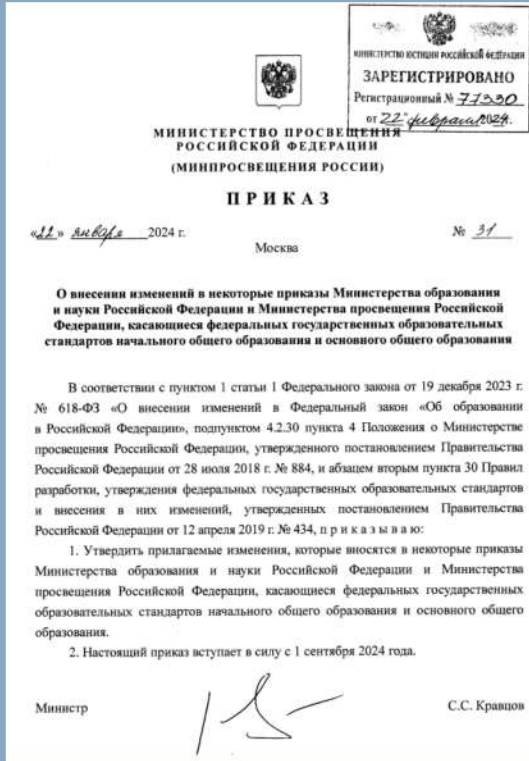 МИНИСТЕРСТВО ЮСТИЦИИ РОССИЙСКОЙ ФЕДЕРАЦИИ
ЗАРЕГИСТРИРОВАНО
Регистрационный № 77330
от "22" февраля 2024.
МИНИСТЕРСТВО ПРОСВЕЩЕНИЯ
РОССИЙСКОЙ ФЕДЕРАЦИИ
(МИНПРОСВЕЩЕНИЯ РОССИИ)
ПРИКАЗ
«22» января 2024 г.
№ 31
Москва
О внесении изменений в некоторые приказы Министерства образования
и науки Российской Федерации и Министерства просвещения Российской
Федерации, касающиеся федеральных государственных образовательных
стандартов начального общего образования и основного общего образования
В соответствии с пунктом 1 статьи 1 Федерального закона от 19 декабря 2023 г.
№ 618-ФЗ «О внесении изменений в Федеральный закон «Об образовании
в Российской Федерации», подпунктом 4.2.30 пункта 4 Положения о Министерстве
просвещения Российской Федерации, утвержденного постановлением Правительства
Российской Федерации от 28 июля 2018 г. № 884, и абзацем вторым пункта 30 Правил
разработки, утверждения федеральных государственных образовательных стандартов
и внесения в них изменений, утвержденных постановлением Правительства
Российской Федерации от 12 апреля 2019 г. № 434, п р и к а з ы в а ю:
1. Утвердить прилагаемые изменения, которые вносятся в некоторые приказы
Министерства образования и науки Российской Федерации и Министерства
просвещения Российской Федерации, касающиеся федеральных государственных
образовательных стандартов начального общего образования и основного общего
образования.
2. Настоящий приказ вступает в силу с 1 сентября 2024 года.
Министр
С.С. Кравцов